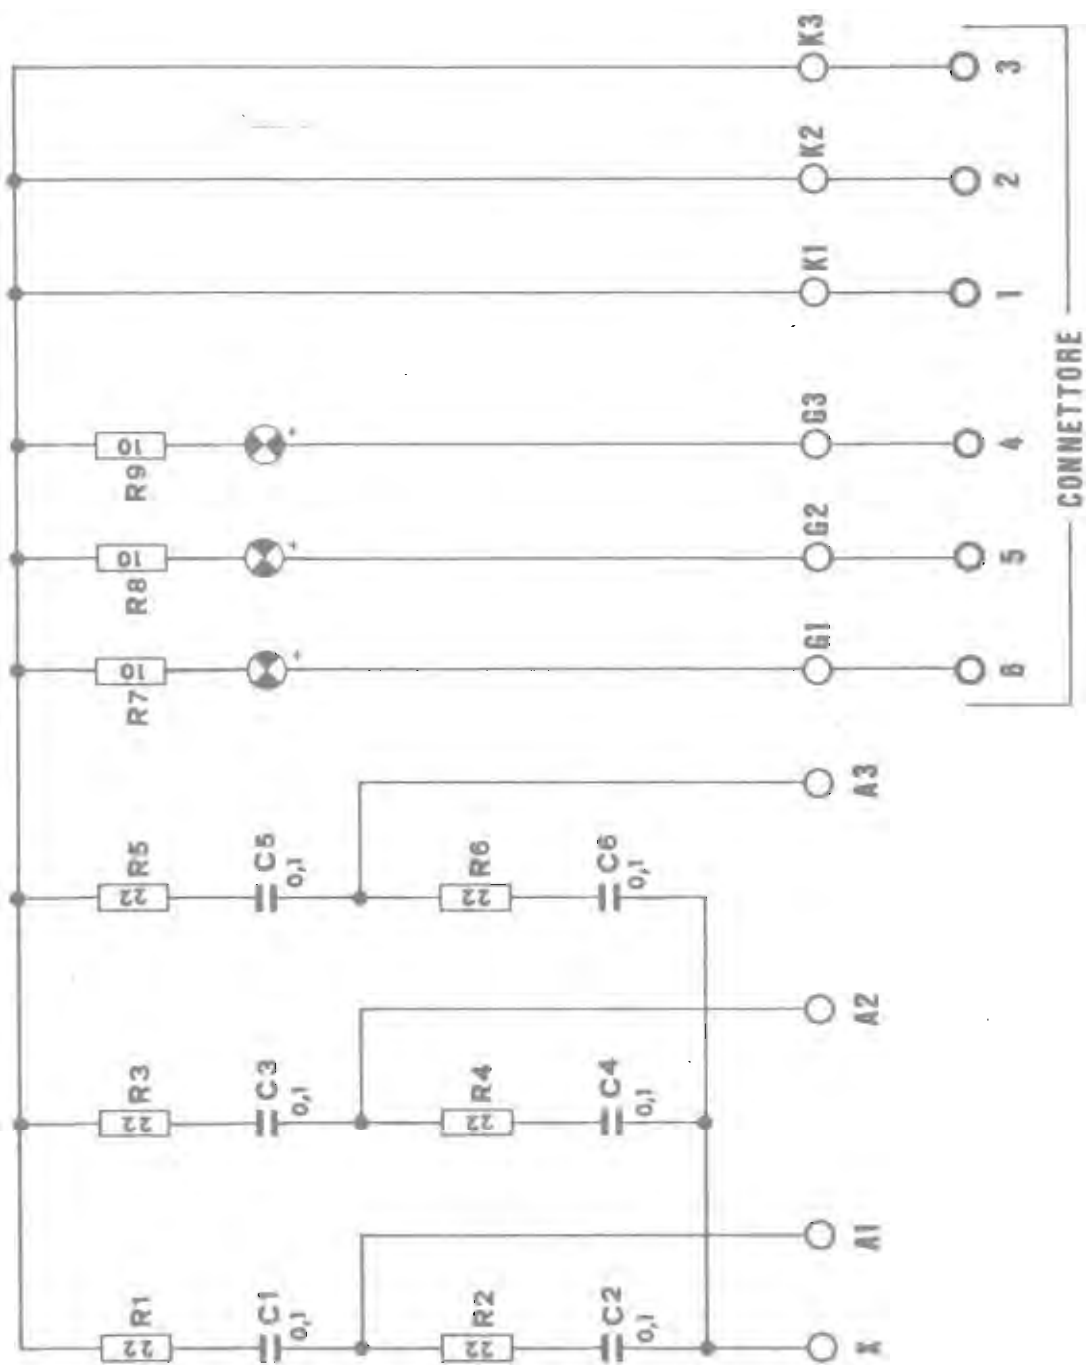 22 R1 22 R3 22 R5 R7 10 R8 10 R9 10
C1 C3 C5
0,1 0,1 0,1
+ + +
22 R2 22 R4 22 R6
C2 C4 C6
0,1 0,1 0,1
G1 G2 G3 K1 K2 K3
X A1 A2 A3
6 5 4 1 2 3
CONNETTORE